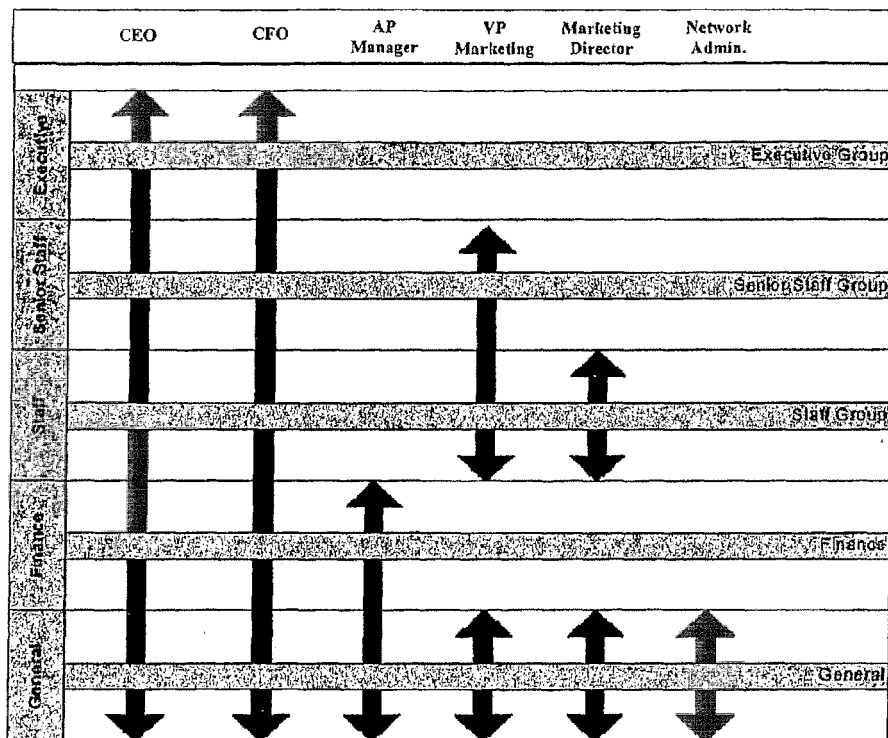 CEO
CFO
AP
Manager
VP
Marketing
Marketing
Director
Network
Admin.
Executive
Executive Group
Senior Staff
Senior Staff Group
Staff
Staff Group
Finance
Finance
General
General